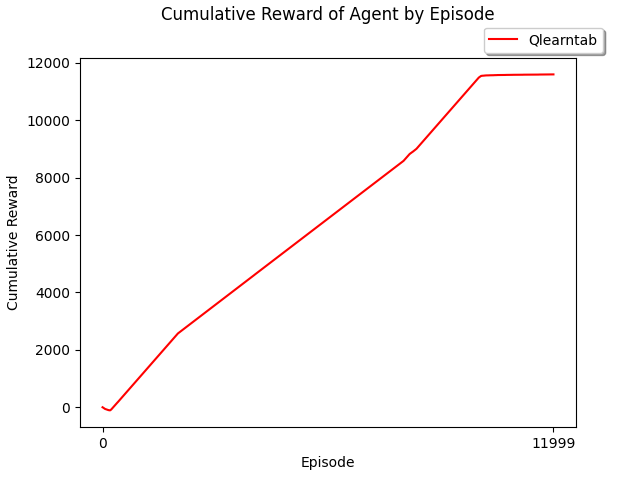 Cumulative Reward of Agent by Episode
Qlearntab
12000
10000
8000
6000
4000
2000
0
Cumulative Reward
0
11999
Episode